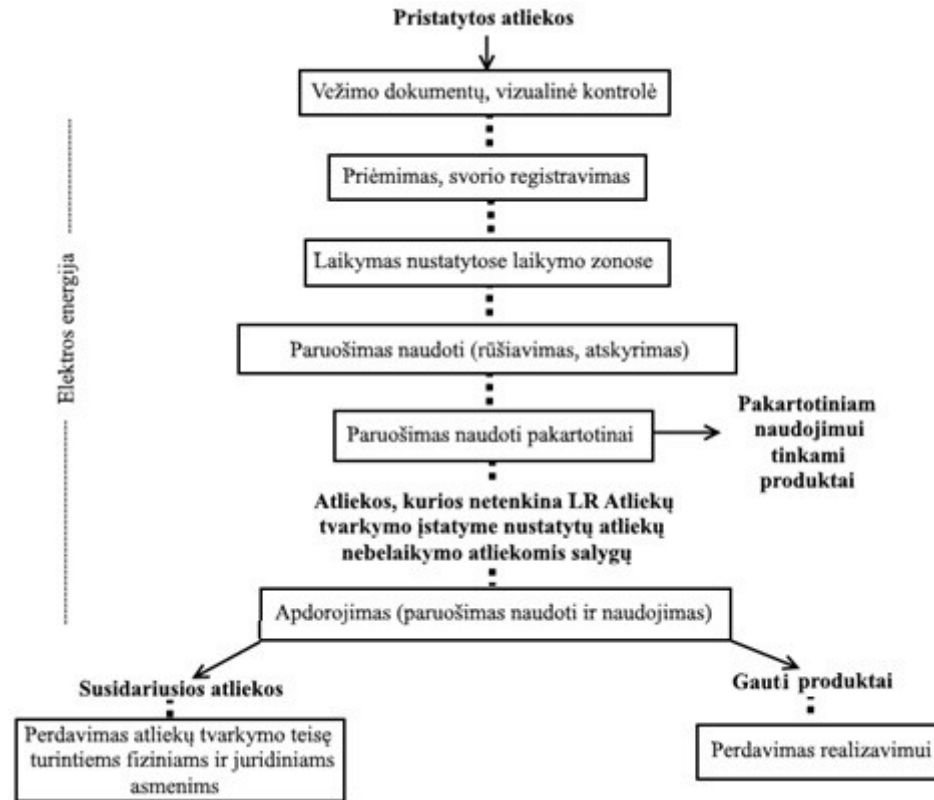 Pristatytos atliekos
Vežimo dokumentų, vizualinė kontrolė
Priėmimas, svorio registravimas
Laikymas nustatytose laikymo zonose
Elektros energija
Paruošimas naudoti (rūšiavimas, atskyrimas)
Paruošimas naudoti pakartotinai
Pakartotiniam
naudojimui
tinkami
produktai
Atliekos, kurios netenkina LR Atliekų
tvarkymo įstatyme nustatytų atliekų
nebelaikymo atliekomis salygų
Apdorojimas (paruošimas naudoti ir naudojimas)
Susidariusios atliekos
Gauti produktai
Perdavimas atliekų tvarkymo teisę
turintiems fiziniams ir juridiniams
asmenims
Perdavimas realizavimui